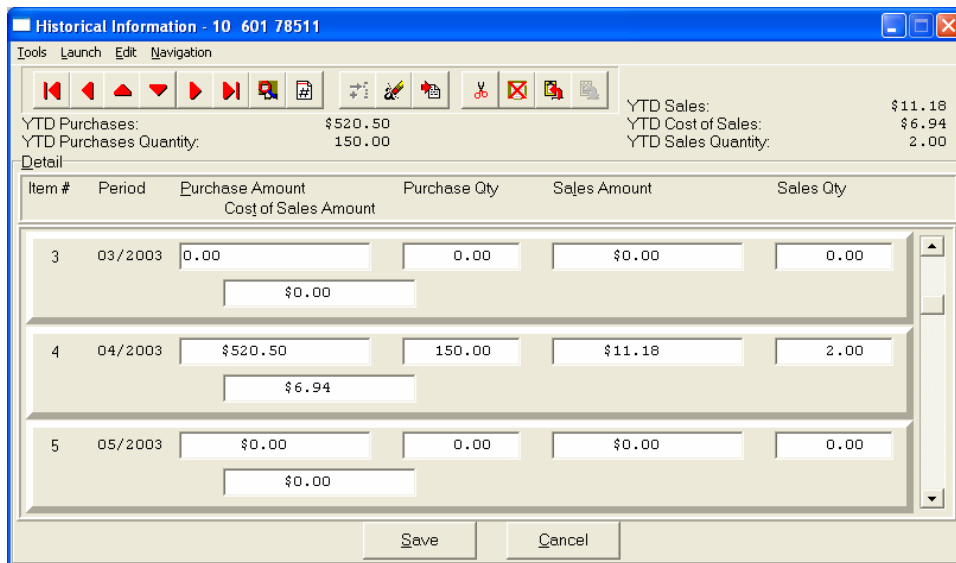 Historical Information - 10 601 78511
Tools Launch Edit Navigation
YTD Sales: $11.18
YTD Purchases: $520.50 YTD Cost of Sales: $6.94
YTD Purchases Quantity: 150.00 YTD Sales Quantity: 2.00
Detail
Item # Period Purchase Amount Purchase Qty Sales Amount Sales Qty
Cost of Sales Amount
3 03/2003 0.00 0.00 $0.00 0.00
$0.00
4 04/2003 $520.50 150.00 $11.18 2.00
$6.94
5 05/2003 $0.00 0.00 $0.00 0.00
$0.00
Save Cancel